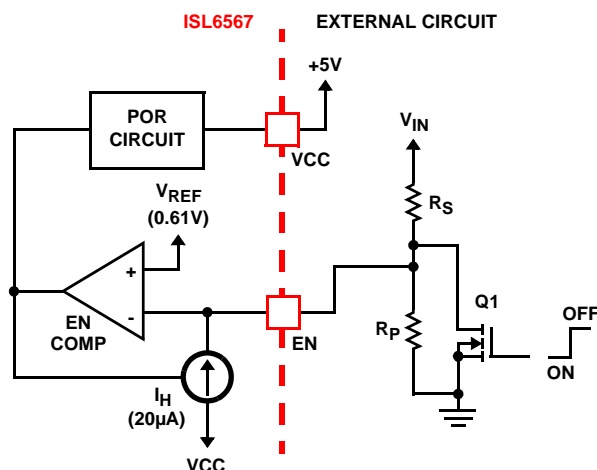 ISL6567
EXTERNAL CIRCUIT
+5V
POR
CIRCUIT
VCC
VIN
VREF
(0.61V)
RS
+
-
EN
COMP
EN
Q1
OFF
RP
ON
IH
(20µA)
VCC